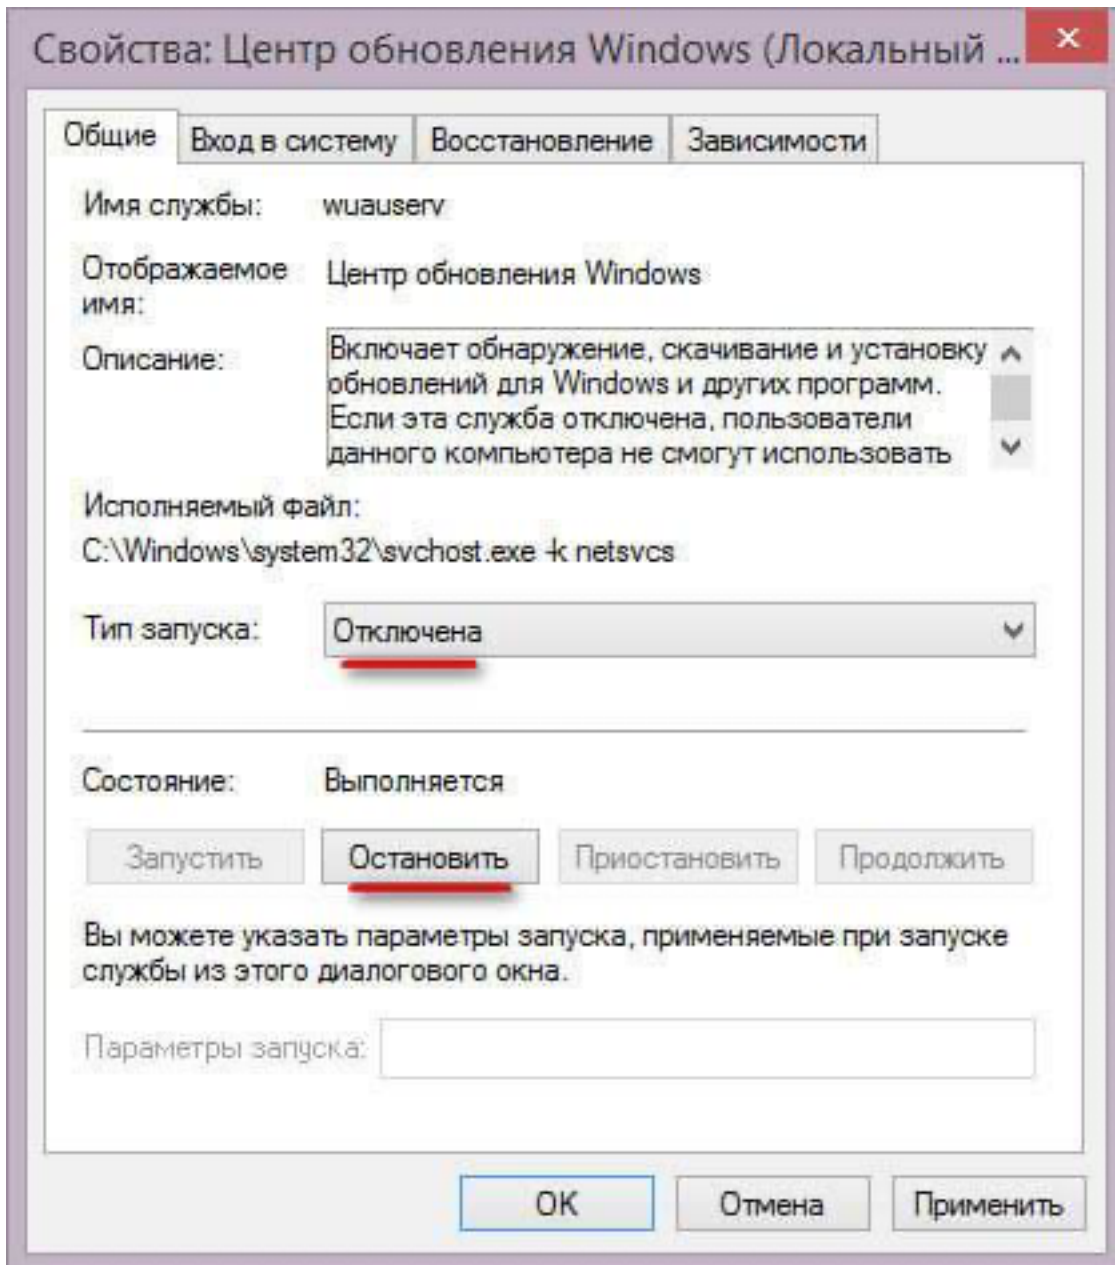 Свойства: Центр обновления Windows (Локальный ...
Общие
Вход в систему
Восстановление
Зависимости
Имя службы: wuauserv
Отображаемое имя: Центр обновления Windows
Описание:
Включает обнаружение, скачивание и установку
обновлений для Windows и других программ.
Если эта служба отключена, пользователи
данного компьютера не смогут использовать
Исполняемый файл:
C:\Windows\system32\svchost.exe -k netsvcs
Тип запуска: Отключена
Состояние: Выполняется
Запустить
Остановить
Приостановить
Продолжить
Вы можете указать параметры запуска, применяемые при запуске
службы из этого диалогового окна.
Параметры запуска:
ОК
Отмена
Применить